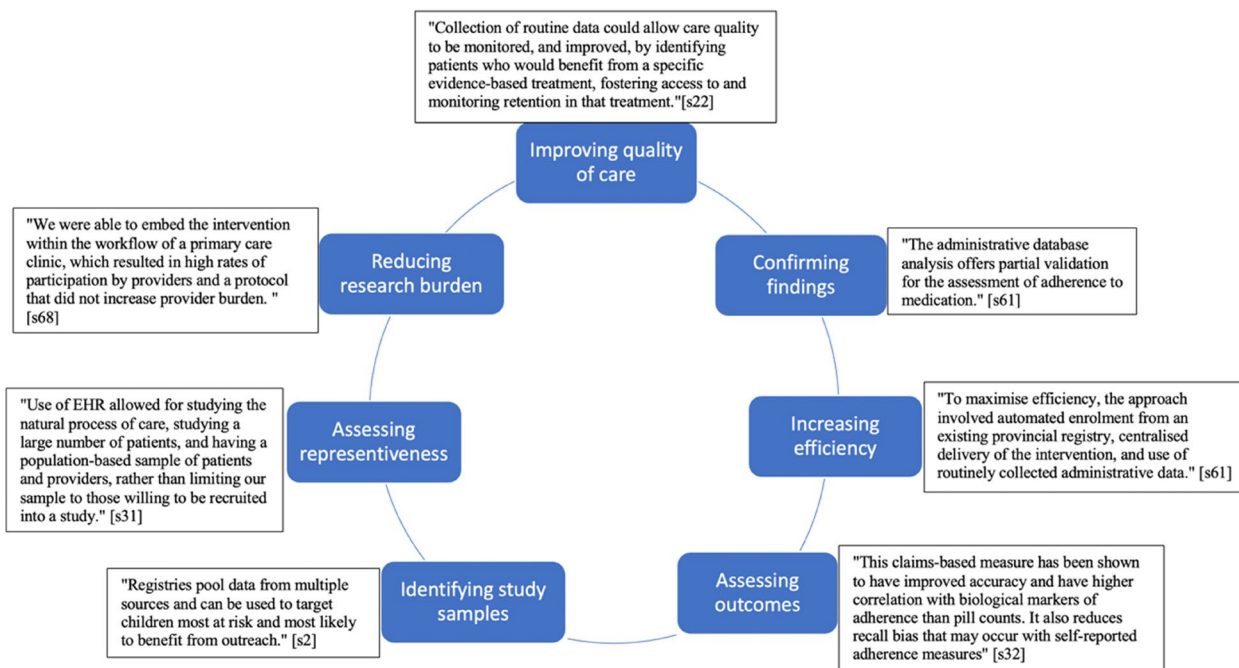 "Collection of routine data could allow care quality
to be monitored, and improved, by identifying
patients who would benefit from a specific
evidence-based treatment, fostering access to and
monitoring retention in that treatment."[s22]
Improving quality
of care
"We were able to embed the intervention
within the workflow of a primary care
clinic, which resulted in high rates of
participation by providers and a protocol
that did not increase provider burden. "
[s68]
Reducing
research burden
Confirming
findings
"The administrative database
analysis offers partial validation
for the assessment of adherence to
medication." [s61]
"Use of EHR allowed for studying the
natural process of care, studying a
large number of patients, and having a
population-based sample of patients
and providers, rather than limiting our
sample to those willing to be recruited
into a study." [s31]
Assessing
representiveness
Increasing
efficiency
"To maximise efficiency, the approach
involved automated enrolment from an
existing provincial registry, centralised
delivery of the intervention, and use of
routinely collected administrative data." [s61]
"Registries pool data from multiple
sources and can be used to target
children most at risk and most likely
to benefit from outreach." [s2]
Identifying study
samples
Assessing
outcomes
"This claims-based measure has been shown
to have improved accuracy and have higher
correlation with biological markers of
adherence than pill counts. It also reduces
recall bias that may occur with self-reported
adherence measures" [s32]